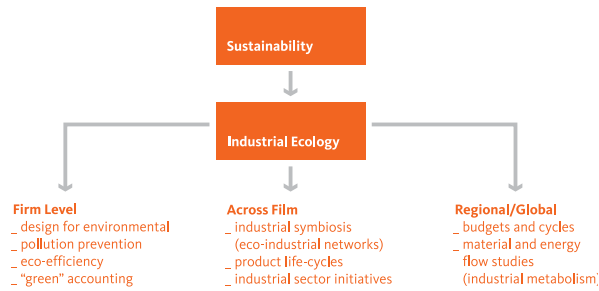 Sustainability
Industrial Ecology
Firm Level
_ design for environmental
_ pollution prevention
_ eco-efficiency
_ “green” accounting
Across Film
_ industrial symbiosis
(eco-industrial networks)
_ product life-cycles
_ industrial sector initiatives
Regional/Global
_ budgets and cycles
_ material and energy
flow studies
(industrial metabolism)